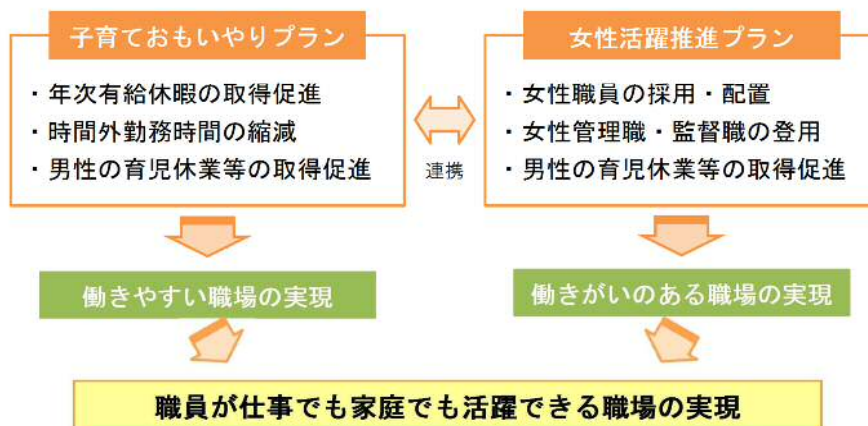 子育ておもいやりプラン
・年次有給休暇の取得促進
・時間外勤務時間の縮減
・男性の育児休業等の取得促進
連携
女性活躍推進プラン
・女性職員の採用・配置
・女性管理職・監督職の登用
・男性の育児休業等の取得促進
働きやすい職場の実現
働きがいのある職場の実現
職員が仕事でも家庭でも活躍できる職場の実現